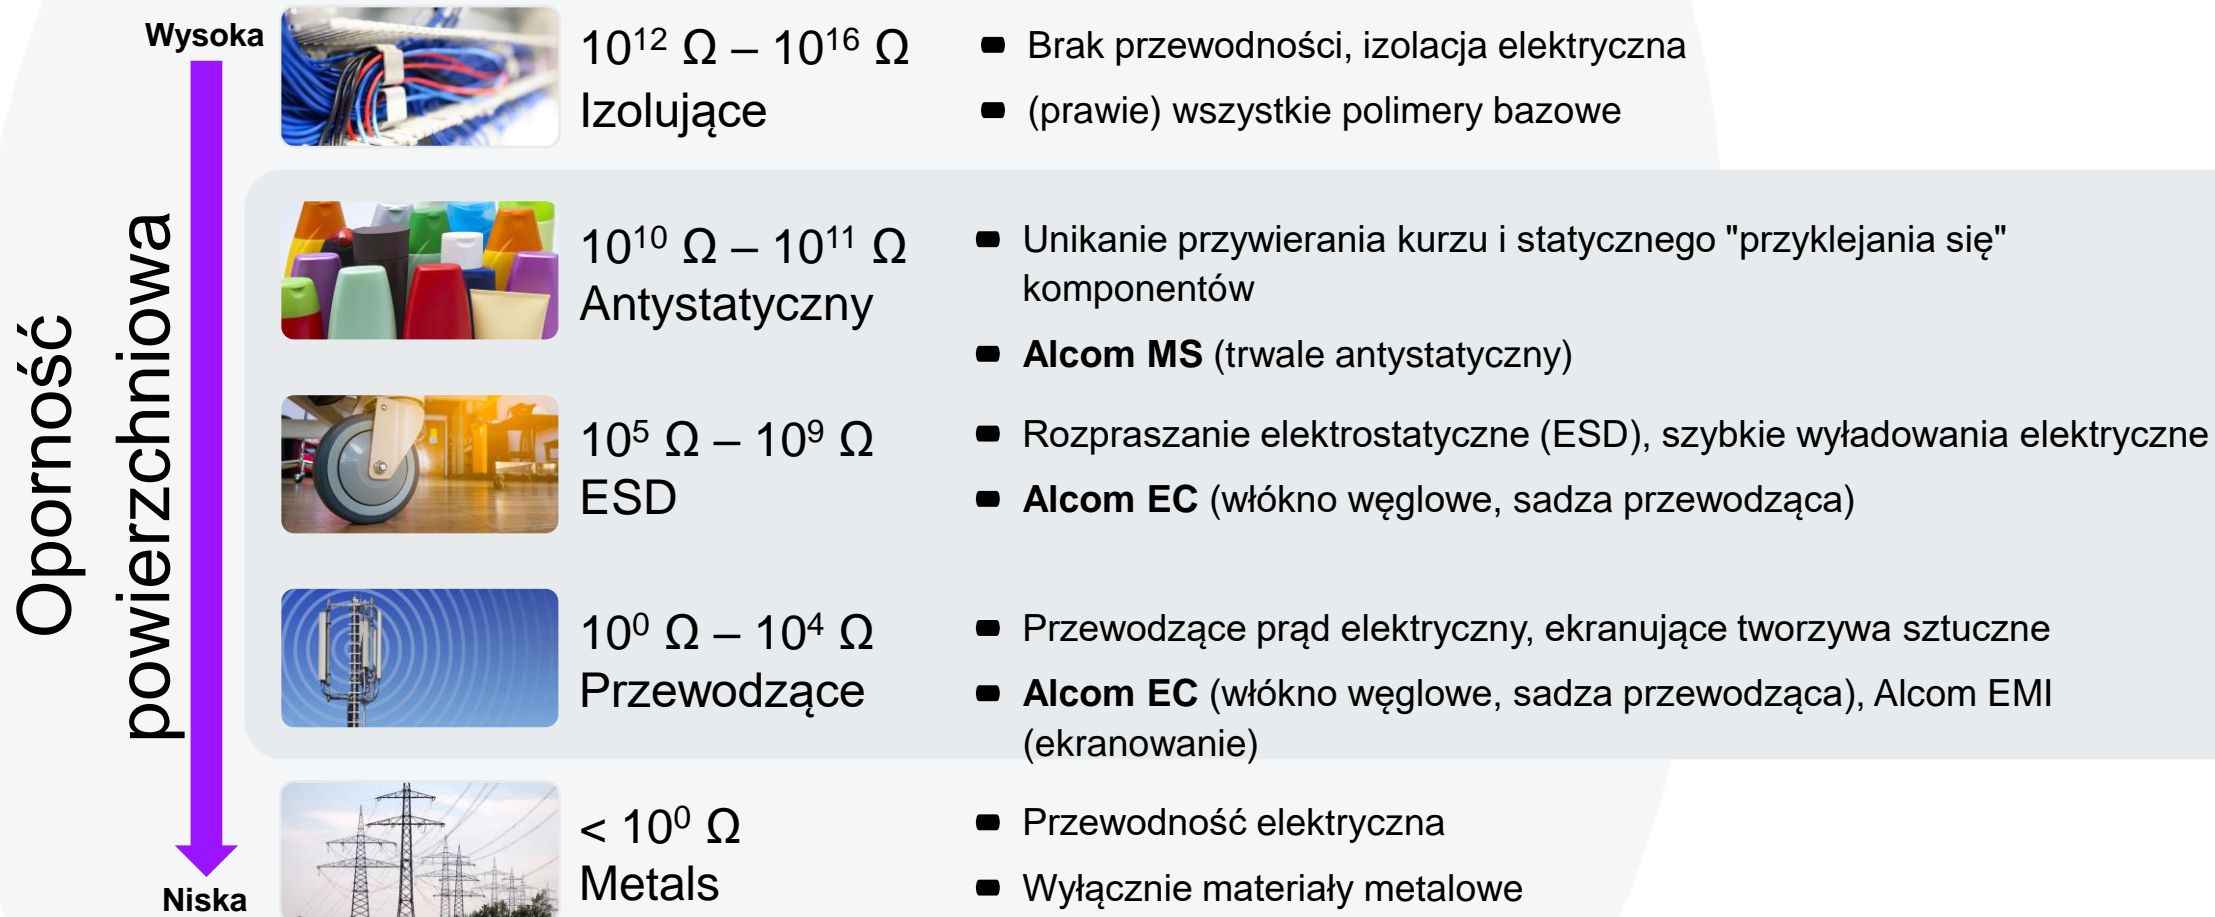 Oporność
powierzchniowa
Wysoka
10¹² Ω – 10¹⁶ Ω
Izolujące
Brak przewodności, izolacja elektryczna
(prawie) wszystkie polimery bazowe
10¹⁰ Ω – 10¹¹ Ω
Antystatyczny
Unikanie przywierania kurzu i statycznego "przyklejania się"
komponentów
Alcom MS (trwale antystatyczny)
10⁵ Ω – 10⁹ Ω
ESD
Rozpraszanie elektrostatyczne (ESD), szybkie wyładowania elektryczne
Alcom EC (włókno węglowe, sadza przewodząca)
10⁰ Ω – 10⁴ Ω
Przewodzące
Przewodzące prąd elektryczny, ekranujące tworzywa sztuczne
Alcom EC (włókno węglowe, sadza przewodząca), Alcom EMI
(ekranowanie)
< 10⁰ Ω
Metals
Przewodność elektryczna
Wyłącznie materiały metalowe
Niska